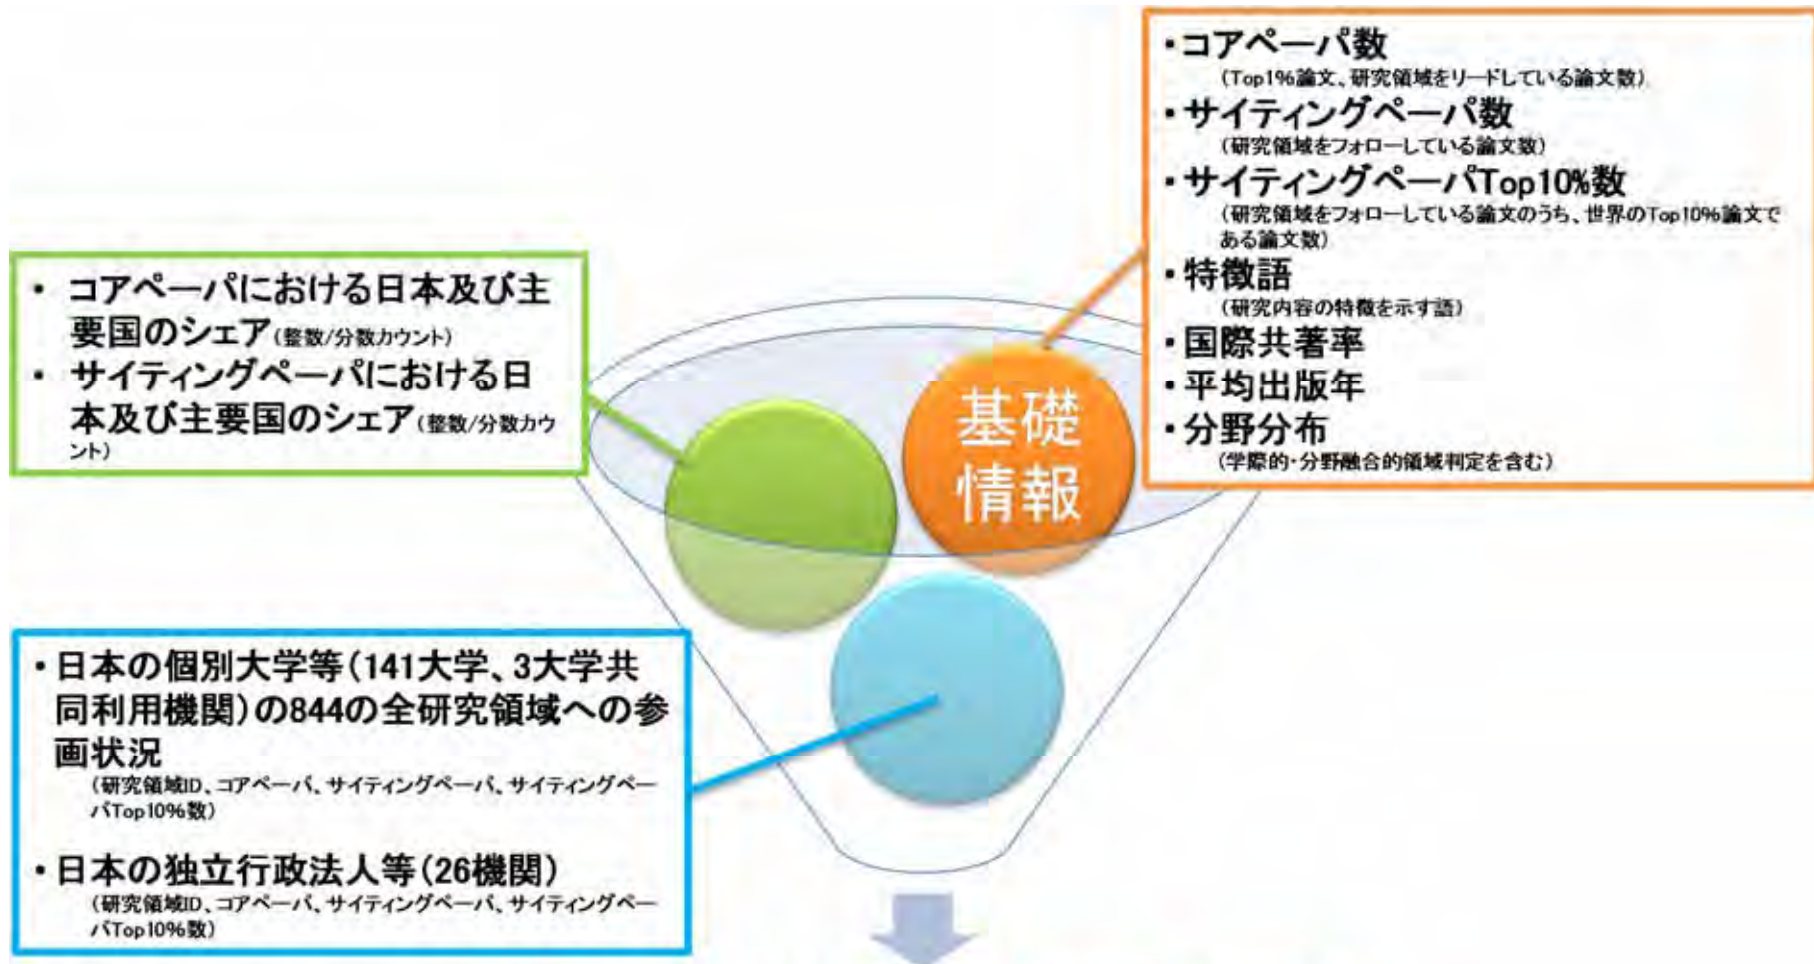 ・コアペーパ数
(Top1%論文、研究領域をリードしている論文数)
・サイティングペーパ数
(研究領域をフォローしている論文数)
・サイティングペーパTop10%数
(研究領域をフォローしている論文のうち、世界のTop10%論文で
ある論文数)
・特徴語
(研究内容の特徴を示す語)
・国際共著率
・平均出版年
・分野分布
(学際的・分野融合的領域判定を含む)
・ コアペーパにおける日本及び主
要国のシェア(整数/分数カウント)
・ サイティングペーパにおける日
本及び主要国のシェア(整数/分数カウ
ント)
基礎
情報
・日本の個別大学等(141大学、3大学共
同利用機関)の844の全研究領域への参
画状況
(研究領域ID、コアペーパ、サイティングペーパ、サイティングペー
パTop10%数)
・日本の独立行政法人等(26機関)
(研究領域ID、コアペーパ、サイティングペーパ、サイティングペー
パTop10%数)